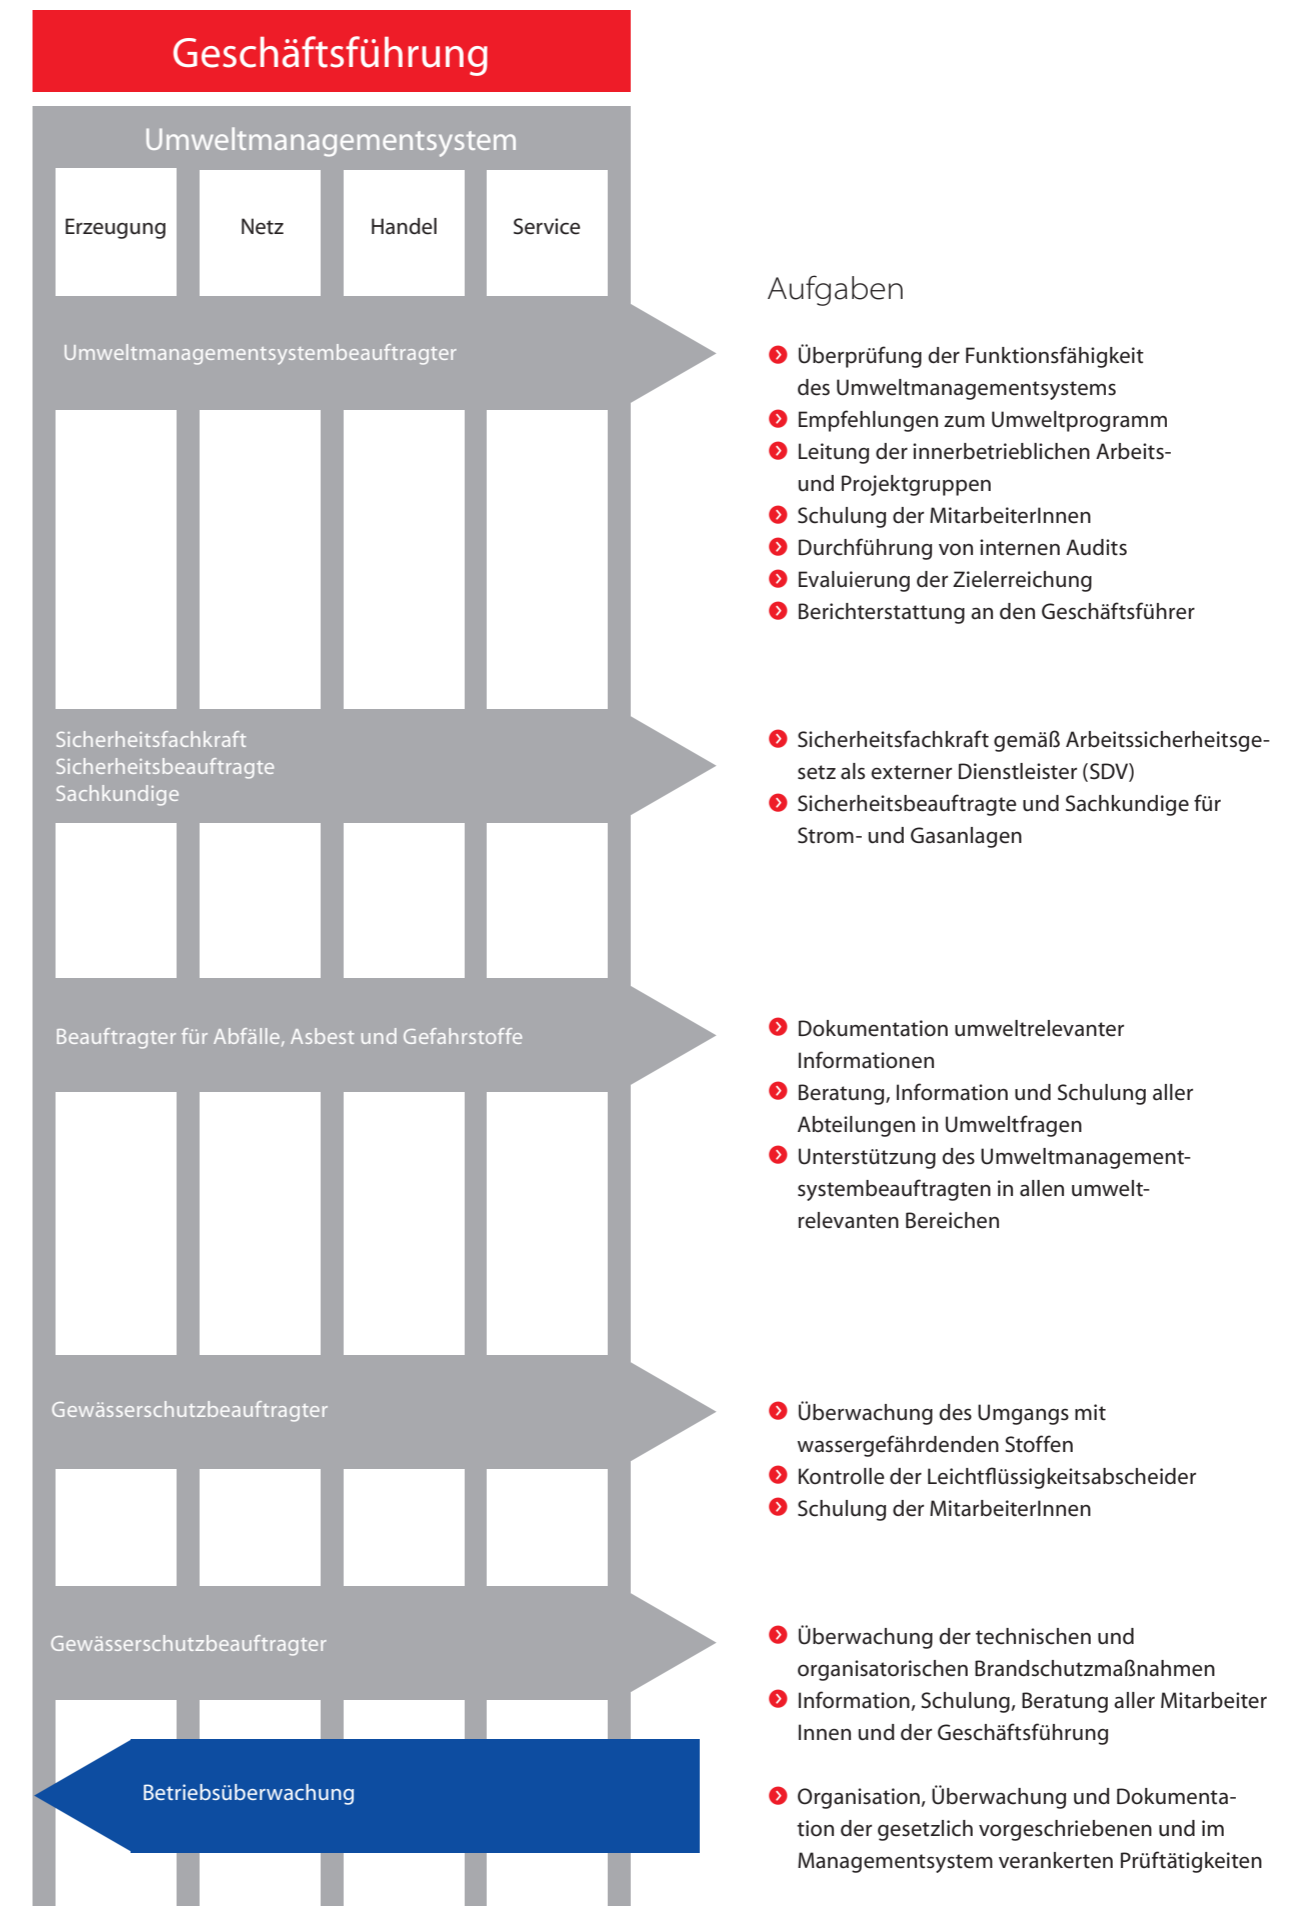 Geschäftsführung
Umweltmanagementsystem
Erzeugung
Netz
Handel
Service
Aufgaben
Umweltmanagementsystembeauftragter
Überprüfung der Funktionsfähigkeit
des Umweltmanagementsystems
Empfehlungen zum Umweltprogramm
Leitung der innerbetrieblichen Arbeits-
und Projektgruppen
Schulung der MitarbeiterInnen
Durchführung von internen Audits
Evaluierung der Zielerreichung
Berichterstattung an den Geschäftsführer
Sicherheitsfachkraft
Sicherheitsbeauftragte
Sachkundige
Sicherheitsfachkraft gemäß Arbeitssicherheitsge-
setz als externer Dienstleister (SDV)
Sicherheitsbeauftragte und Sachkundige für
Strom- und Gasanlagen
Beauftragter für Abfälle, Asbest und Gefahrstoffe
Dokumentation umweltrelevanter
Informationen
Beratung, Information und Schulung aller
Abteilungen in Umweltfragen
Unterstützung des Umweltmanagement-
systembeauftragten in allen umwelt-
relevanten Bereichen
Gewässerschutzbeauftragter
Überwachung des Umgangs mit
wassergefährdenden Stoffen
Kontrolle der Leichtflüssigkeitsabscheider
Schulung der MitarbeiterInnen
Gewässerschutzbeauftragter
Überwachung der technischen und
organisatorischen Brandschutzmaßnahmen
Information, Schulung, Beratung aller Mitarbeiter
Innen und der Geschäftsführung
Betriebsüberwachung
Organisation, Überwachung und Dokumenta-
tion der gesetzlich vorgeschriebenen und im
Managementsystem verankerten Prüftätigkeiten